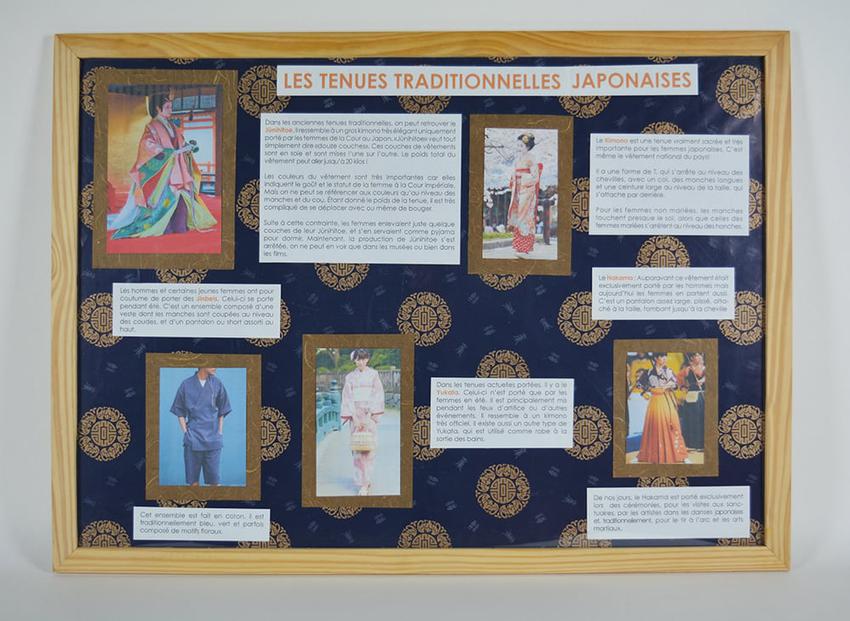 LES TENUES TRADITIONNELLES JAPONAISES
Dans les anciennes tenues traditionnelles, on peut retrouver le
Jûnihitoe. Il ressemble à un gros kimono très élégant uniquement
porté par les femmes de la Cour au Japon. «Jûnihitoe» veut tout
simplement dire «douze couches». Ces couches de vêtements
sont en soie et sont mises l'une sur l'autre. Le poids total du
vêtement peut aller jusqu'à 20 kilos !
Les couleurs du vêtement sont très importantes car elles
indiquent le goût et le statut de la femme à la Cour Impériale.
Mais on ne peut se référencer aux couleurs qu'au niveau des
manches et du cou. Étant donné le poids de la tenue, il est très
compliqué de se déplacer avec ou même de bouger.
Suite à cette contrainte, les femmes enlevaient juste quelque
couches de leur Jûnihitoe, et s'en servaient comme pyjama
pour dormir. Maintenant, la production de Jûnihitoe s'est
arrêtée, on ne peut en voir que dans les musées ou bien dans
les films.
Le Kimono est une tenue vraiment sacrée et très
importante pour les femmes japonaises. C'est
même le vêtement national du pays!
Il a une forme de T, qui s'arrête au niveau des
chevilles, avec un col, des manches longues
et une ceinture large au niveau de la taille, qui
s'attache par derrière.
Pour les femmes non mariées, les manches
touchent presque le sol, alors que celles des
femmes mariées s'arrêtent au niveau des hanches.
Les hommes et certaines jeunes femmes ont pour
coutume de porter des Jinbeis. Celui-ci se porte
pendant été. C'est un ensemble composé d'une
veste dont les manches sont coupées au niveau
des coudes, et d'un pantalon ou short assorti au
haut.
Le Hakama : Auparavant ce vêtement était
exclusivement porté par les hommes mais
aujourd'hui les femmes en portent aussi.
C'est un pantalon assez large, plissé, atta-
ché à la taille, tombant jusqu'à la cheville
Dans les tenues actuelles portées, il y a le
Yukata. Celui-ci n'est porté que par les
femmes en été. Il est principalement mis
pendant les feux d'artifice ou d'autres
événements. Il ressemble à un kimono
très officiel. Il existe aussi un autre type de
Yukata, qui est utilisé comme robe à la
sortie des bains.
Cet ensemble est fait en coton, il est
traditionnellement bleu, vert et parfois
composé de motifs floraux.
De nos jours, le Hakama est porté exclusivement
lors des cérémonies, pour les visites aux sanc-
tuaires, par les artistes dans les danses japonaises
et, traditionnellement, pour le tir à l'arc et les arts
martiaux.